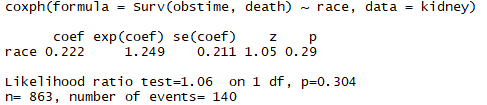 coxph(formula = Surv(obstime, death) ~ race, data = kidney)
coef exp(coef) se(coef) z p
race 0.222 1.249 0.211 1.05 0.29
Likelihood ratio test=1.06 on 1 df, p=0.304
n= 863, number of events= 140